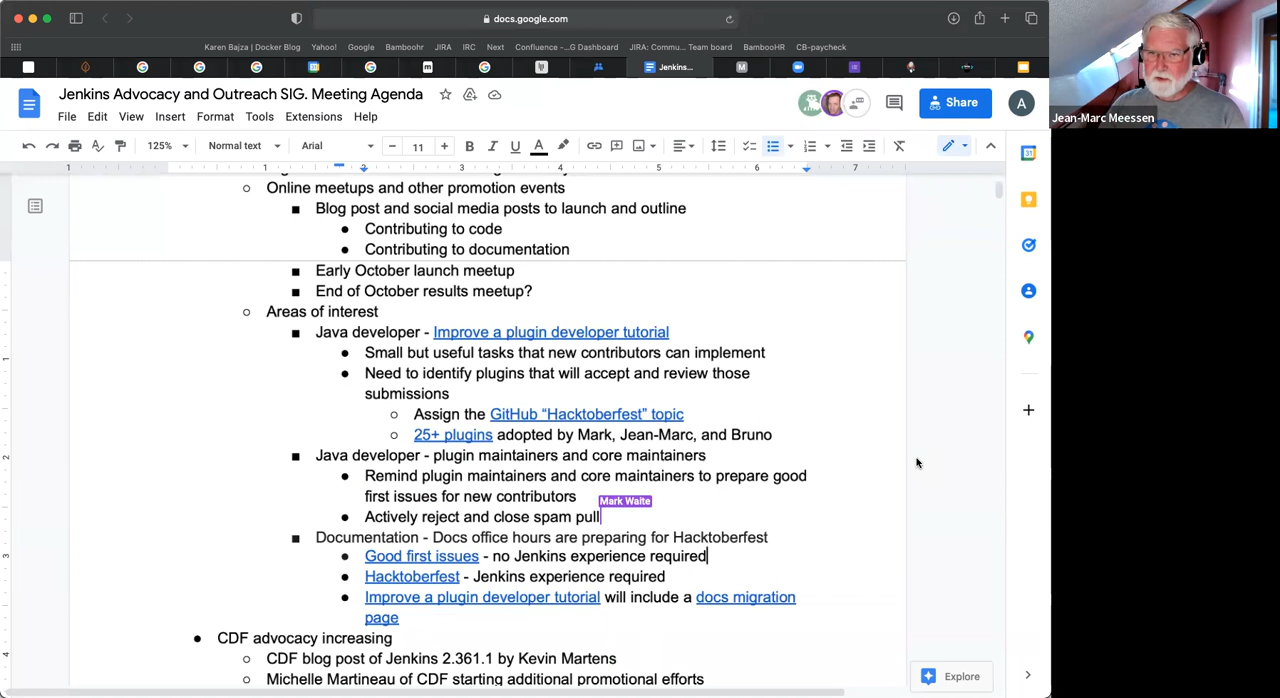 docs.google.com
Karen Bajza | Docker Blog
Yahoo!
Google
Bamboohr
JIRA
IRC
Next
Confluence -...G Dashboard
JIRA: Commu... Team board
BambooHR
CB-paycheck
Jenkins...
Jenkins Advocacy and Outreach SIG. Meeting Agenda
Share
A
Jean-Marc Meessen
File Edit View Insert Format Tools Extensions Help
125%
Normal text
Arial
11
B I U A
1 1 2 3 4 5 6 7
Online meetups and other promotion events
Blog post and social media posts to launch and outline
Contributing to code
Contributing to documentation
Early October launch meetup
End of October results meetup?
Areas of interest
Java developer - Improve a plugin developer tutorial
Small but useful tasks that new contributors can implement
Need to identify plugins that will accept and review those
submissions
Assign the GitHub “Hacktoberfest” topic
25+ plugins adopted by Mark, Jean-Marc, and Bruno
Java developer - plugin maintainers and core maintainers
Remind plugin maintainers and core maintainers to prepare good
first issues for new contributors
Mark Waite
Actively reject and close spam pull
Documentation - Docs office hours are preparing for Hacktoberfest
Good first issues - no Jenkins experience required
Hacktoberfest - Jenkins experience required
Improve a plugin developer tutorial will include a docs migration
page
CDF advocacy increasing
CDF blog post of Jenkins 2.361.1 by Kevin Martens
Michelle Martineau of CDF starting additional promotional efforts
Explore